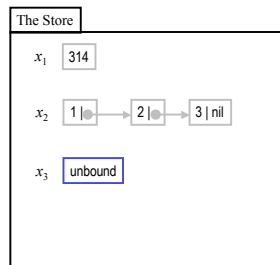 The Store
x₁ 314
x₂ 1 | 2 | 3 | nil
x₃ unbound